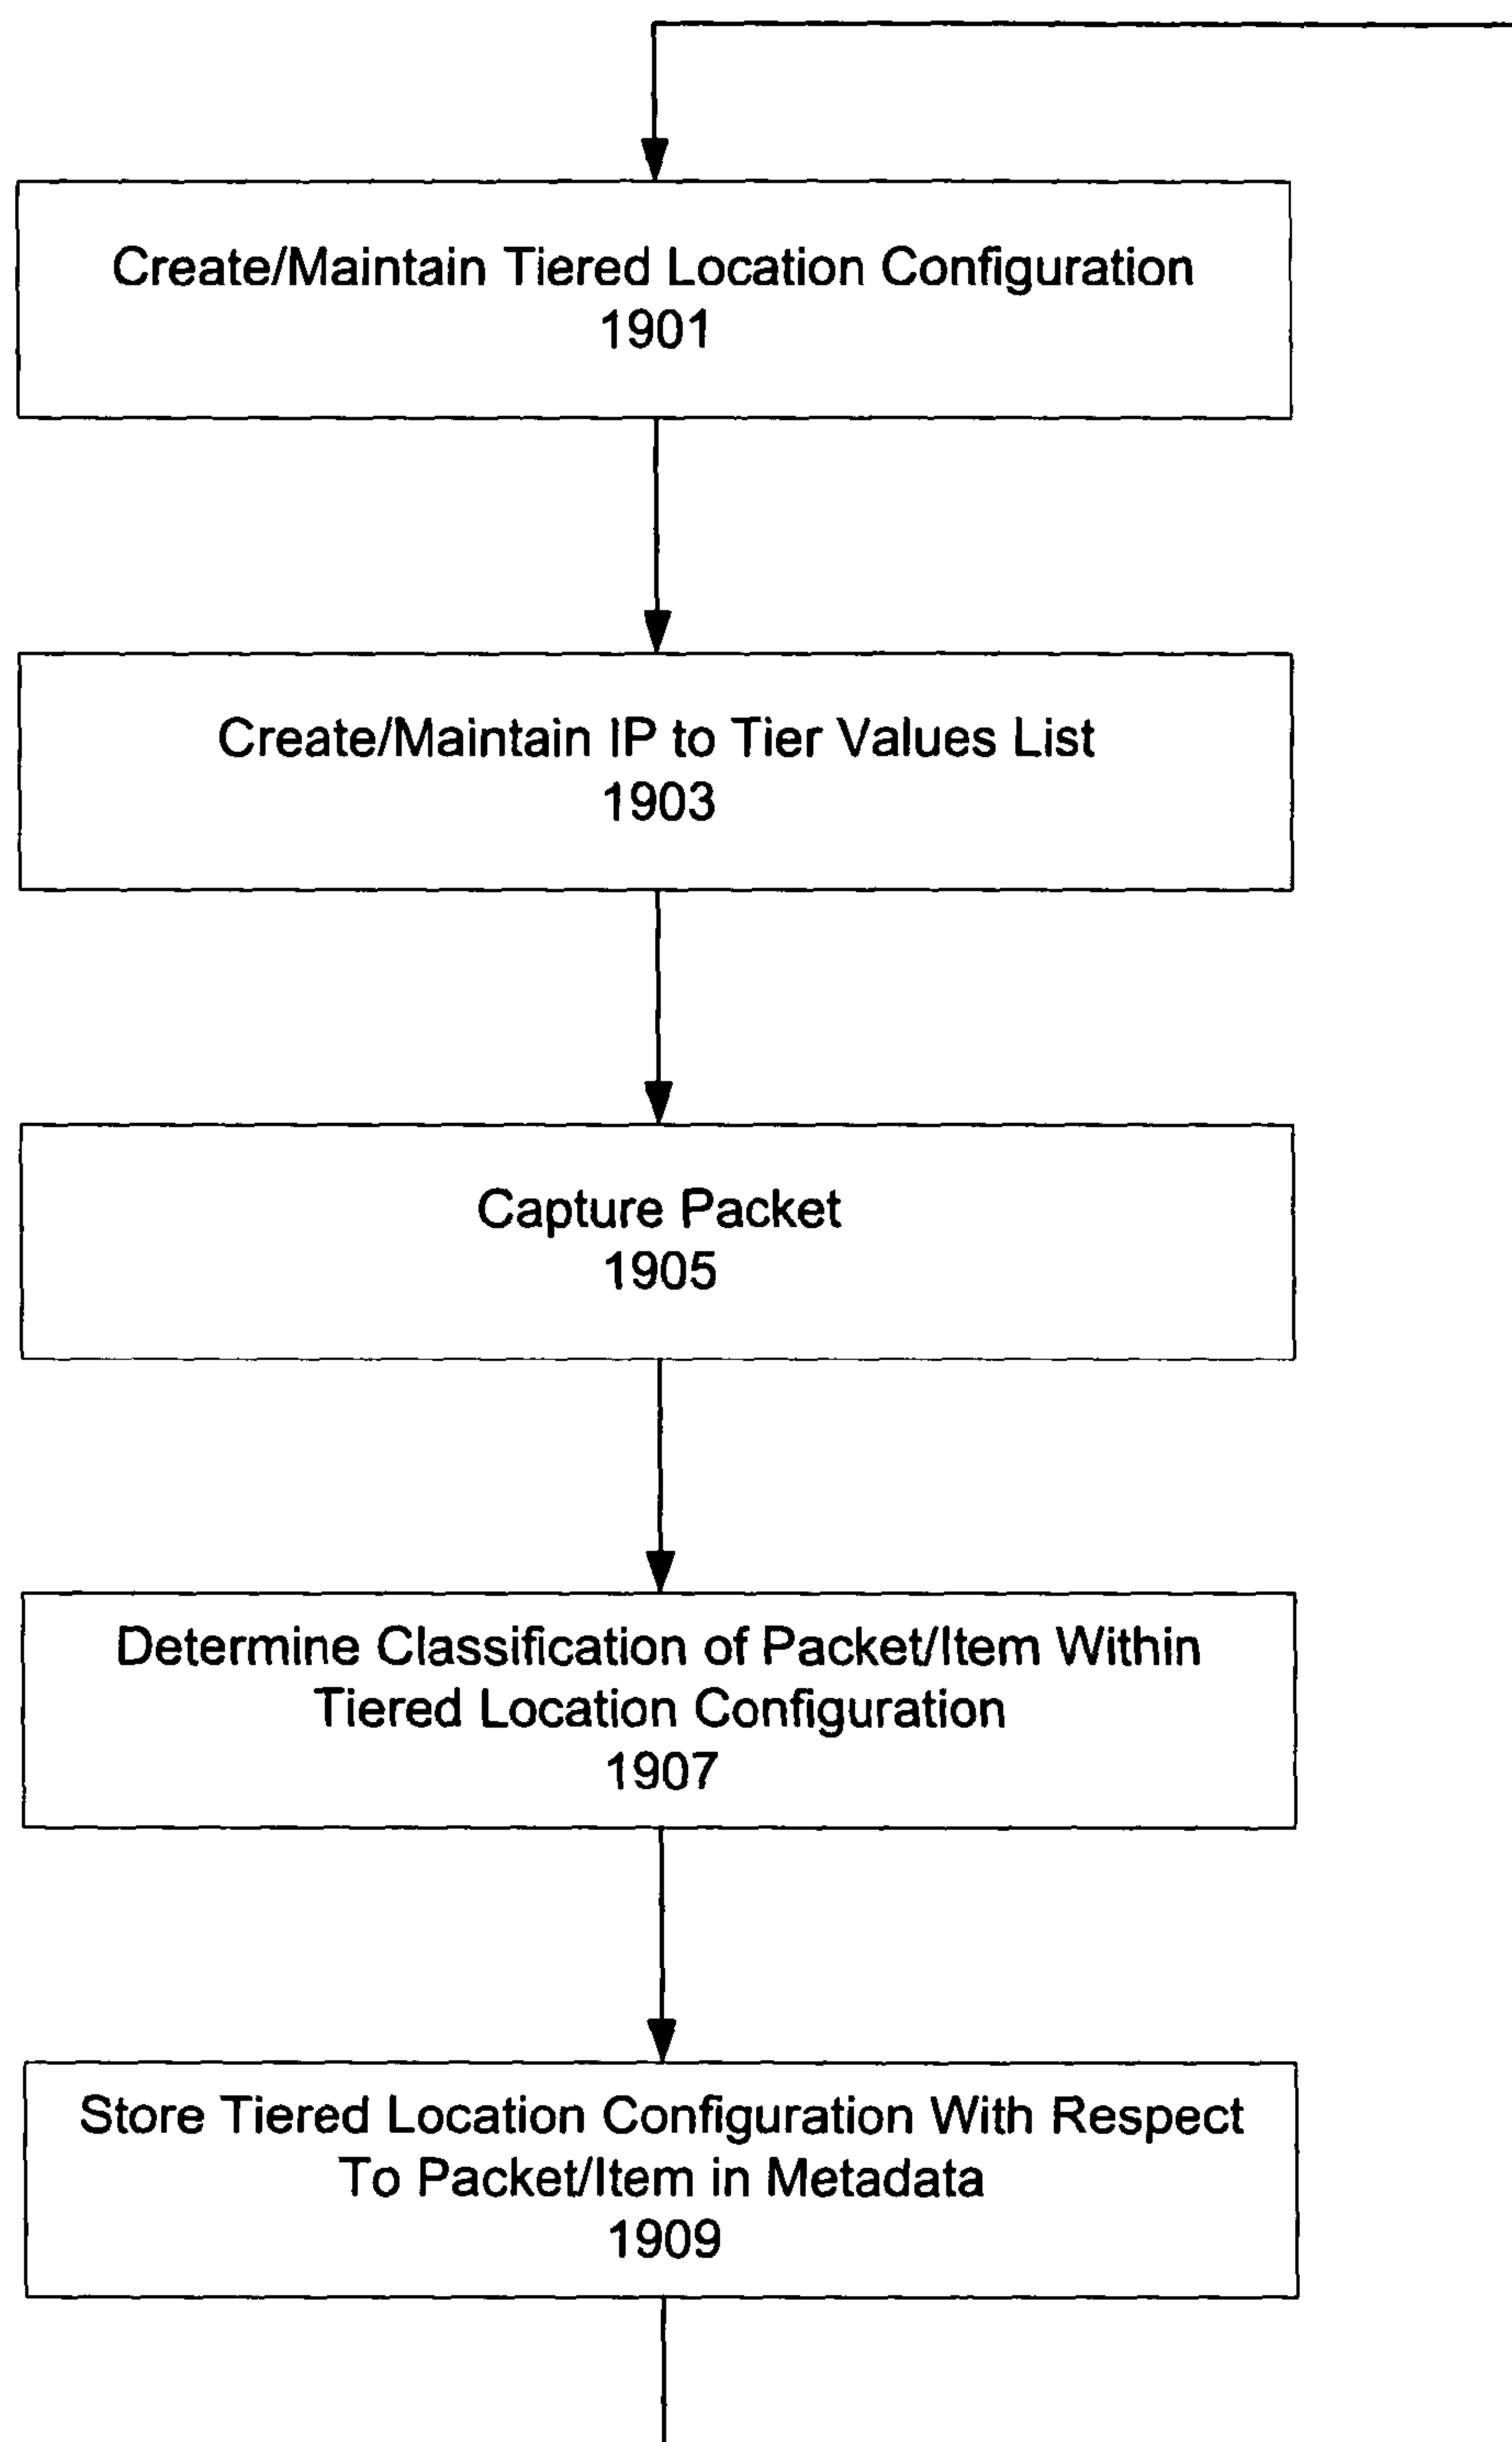 Create/Maintain Tiered Location Configuration
1901
Create/Maintain IP to Tier Values List
1903
Capture Packet
1905
Determine Classification of Packet/Item Within
Tiered Location Configuration
1907
Store Tiered Location Configuration With Respect
To Packet/Item in Metadata
1909